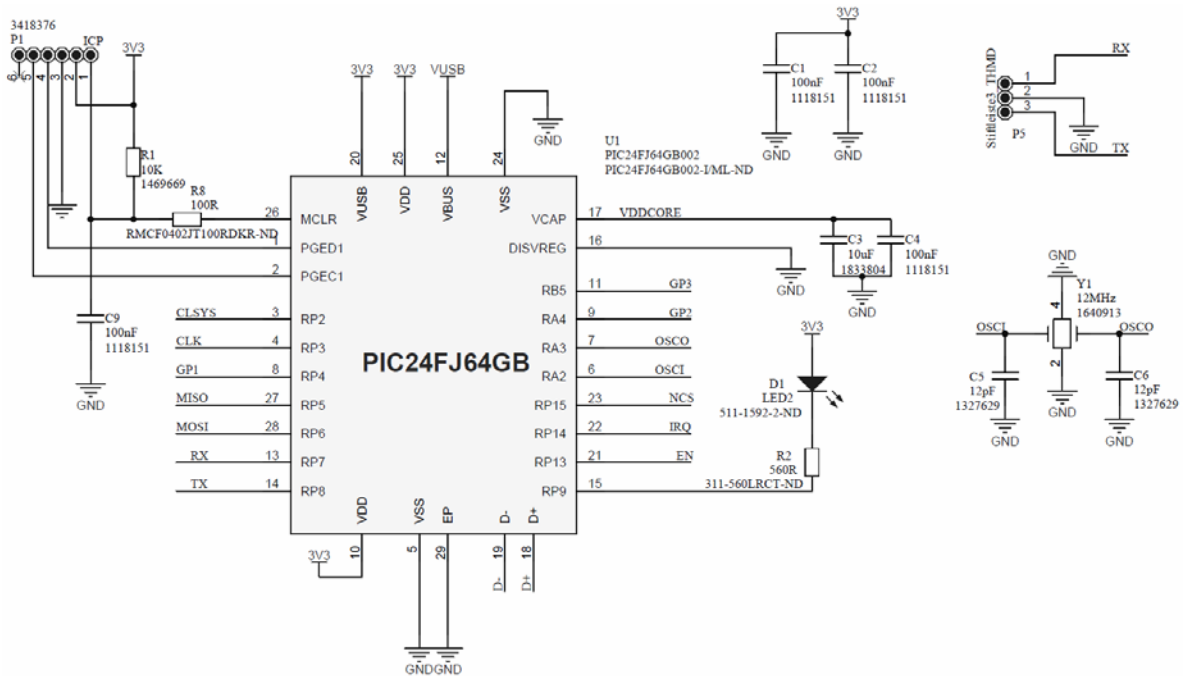 3418376
P1
ICP
6
5
4
3
2
1
3V3
R1
10K
1469669
R8
100R
RMCF0402JT100RDKR-ND
C9
100nF
1118151
GND
3V3
3V3
VUSB
GND
20
25
12
24
VUSB
VDD
VBUS
VSS
U1
PIC24FJ64GB002
PIC24FJ64GB002-I/ML-ND
3V3
C1
100nF
1118151
C2
100nF
1118151
GND
GND
Stiftleiste3_THMD
1
2
3
P5
RX
GND
TX
26
MCLR
1
PGED1
2
PGEC1
CLSYS
3
RP2
CLK
4
RP3
GP1
8
RP4
MISO
27
RP5
MOSI
28
RP6
RX
13
RP7
TX
14
RP8
PIC24FJ64GB
VCAP
17
VDDCORE
DISVREG
16
GND
C3
10uF
1833804
C4
100nF
1118151
GND
RB5
11
GP3
RA4
9
GP2
RA3
7
OSCO
RA2
6
OSCI
RP15
23
NCS
RP14
22
IRQ
RP13
21
EN
RP9
15
3V3
D1
LED2
511-1592-2-ND
R2
560R
311-560LRCT-ND
GND
Y1
12MHz
1640913
4
2
OSCI
OSCO
C5
12pF
1327629
C6
12pF
1327629
GND
GND
GND
VDD
VSS
EP
D-
D+
10
5
29
19
18
3V3
D-
D+
GND
GND